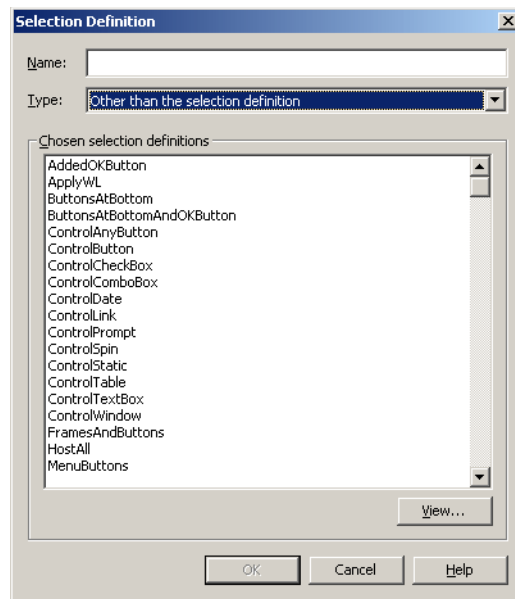 Selection Definition
Name:
Type: Other than the selection definition
Chosen selection definitions
AddedOKButton
ApplyWL
ButtonsAtBottom
ButtonsAtBottomAndOKButton
ControlAnyButton
ControlButton
ControlCheckBox
ControlComboBox
ControlDate
ControlLink
ControlPrompt
ControlSpin
ControlStatic
ControlTable
ControlTextBox
ControlWindow
FramesAndButtons
HostAll
MenuButtons
View...
OK Cancel Help